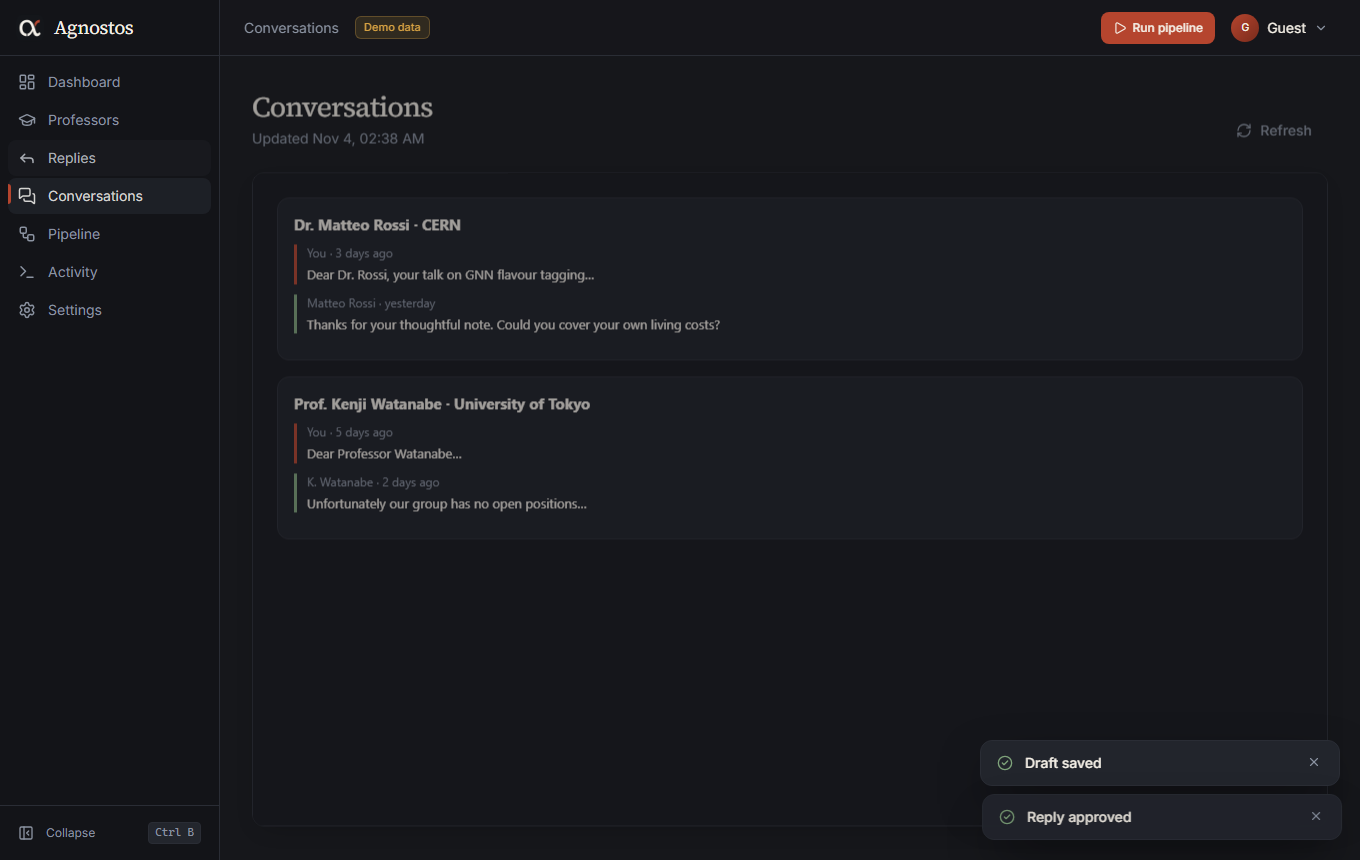 Agnostos
Conversations
Demo data
Run pipeline
G
Guest
Dashboard
Professors
Replies
Conversations
Pipeline
Activity
Settings
Conversations
Updated Nov 4, 02:38 AM
Refresh
Dr. Matteo Rossi · CERN
You · 3 days ago
Dear Dr. Rossi, your talk on GNN flavour tagging...
Matteo Rossi · yesterday
Thanks for your thoughtful note. Could you cover your own living costs?
Prof. Kenji Watanabe · University of Tokyo
You · 5 days ago
Dear Professor Watanabe...
K. Watanabe · 2 days ago
Unfortunately our group has no open positions...
Draft saved
Reply approved
Collapse
Ctrl B